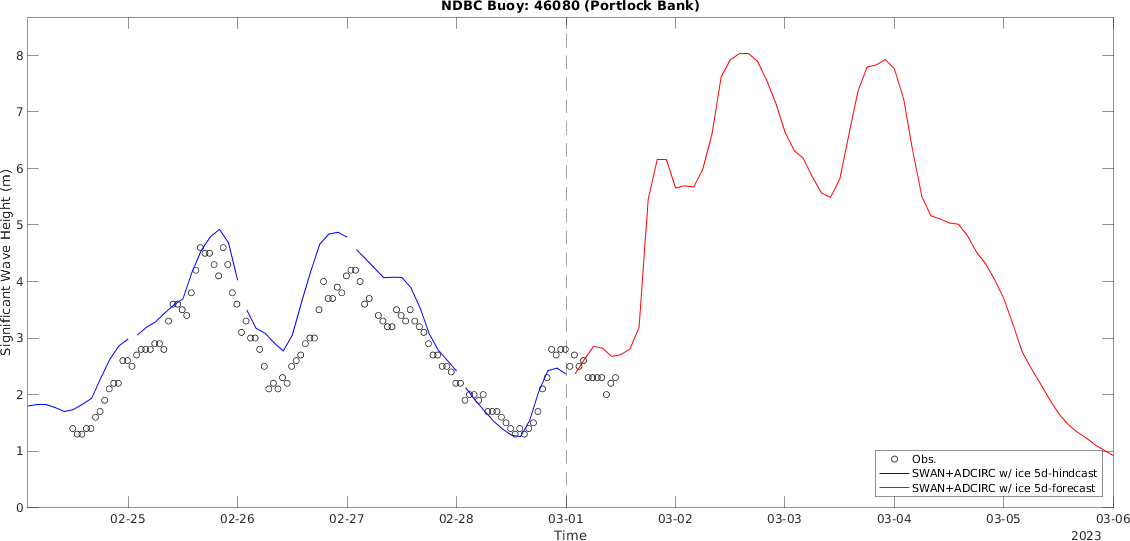 NDBC Buoy: 46080 (Portlock Bank)
8
7
6
5
4
3
2
1
0
Significant Wave Height (m)
Obs.
SWAN+ADCIRC w/ ice 5d-hindcast
SWAN+ADCIRC w/ ice 5d-forecast
02-25 02-26 02-27 02-28 03-01 03-02 03-03 03-04 03-05 03-06
Time
2023